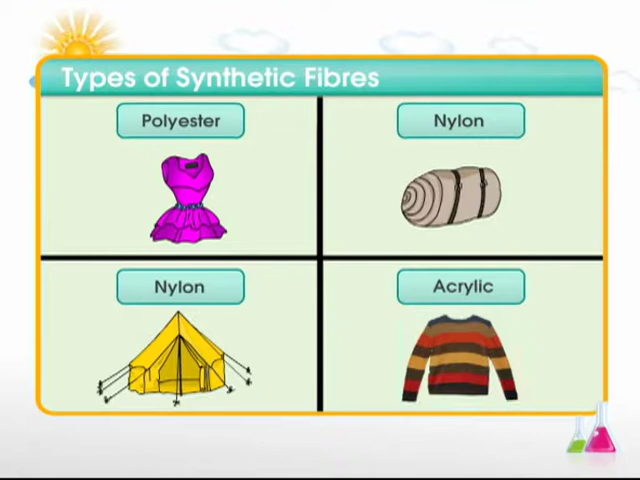 Types of Synthetic Fibres
Polyester
Nylon
Nylon
Acrylic